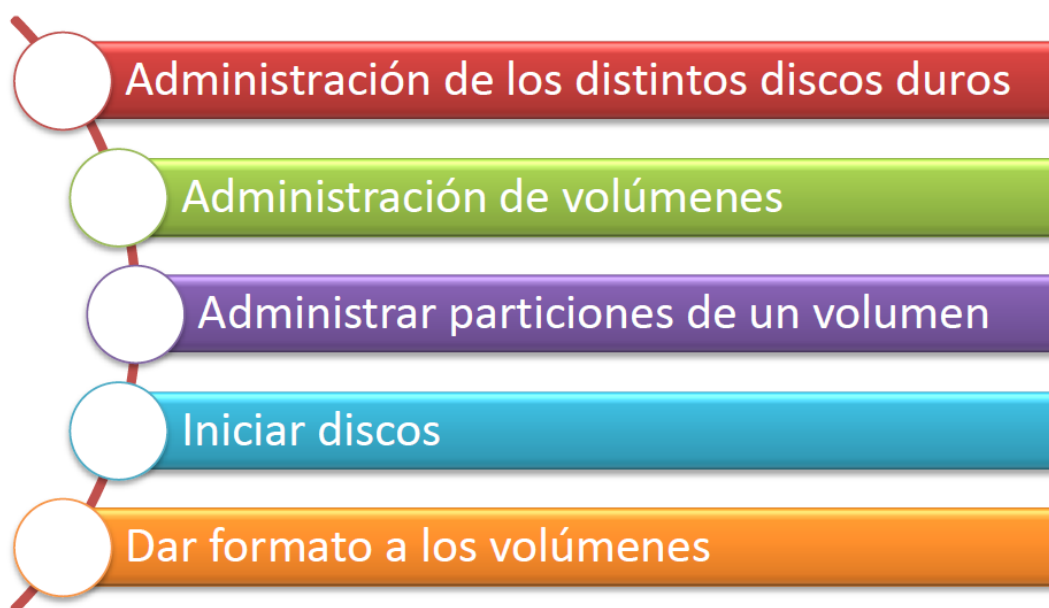 Administración de los distintos discos duros
Administración de volúmenes
Administrar particiones de un volumen
Iniciar discos
Dar formato a los volúmenes